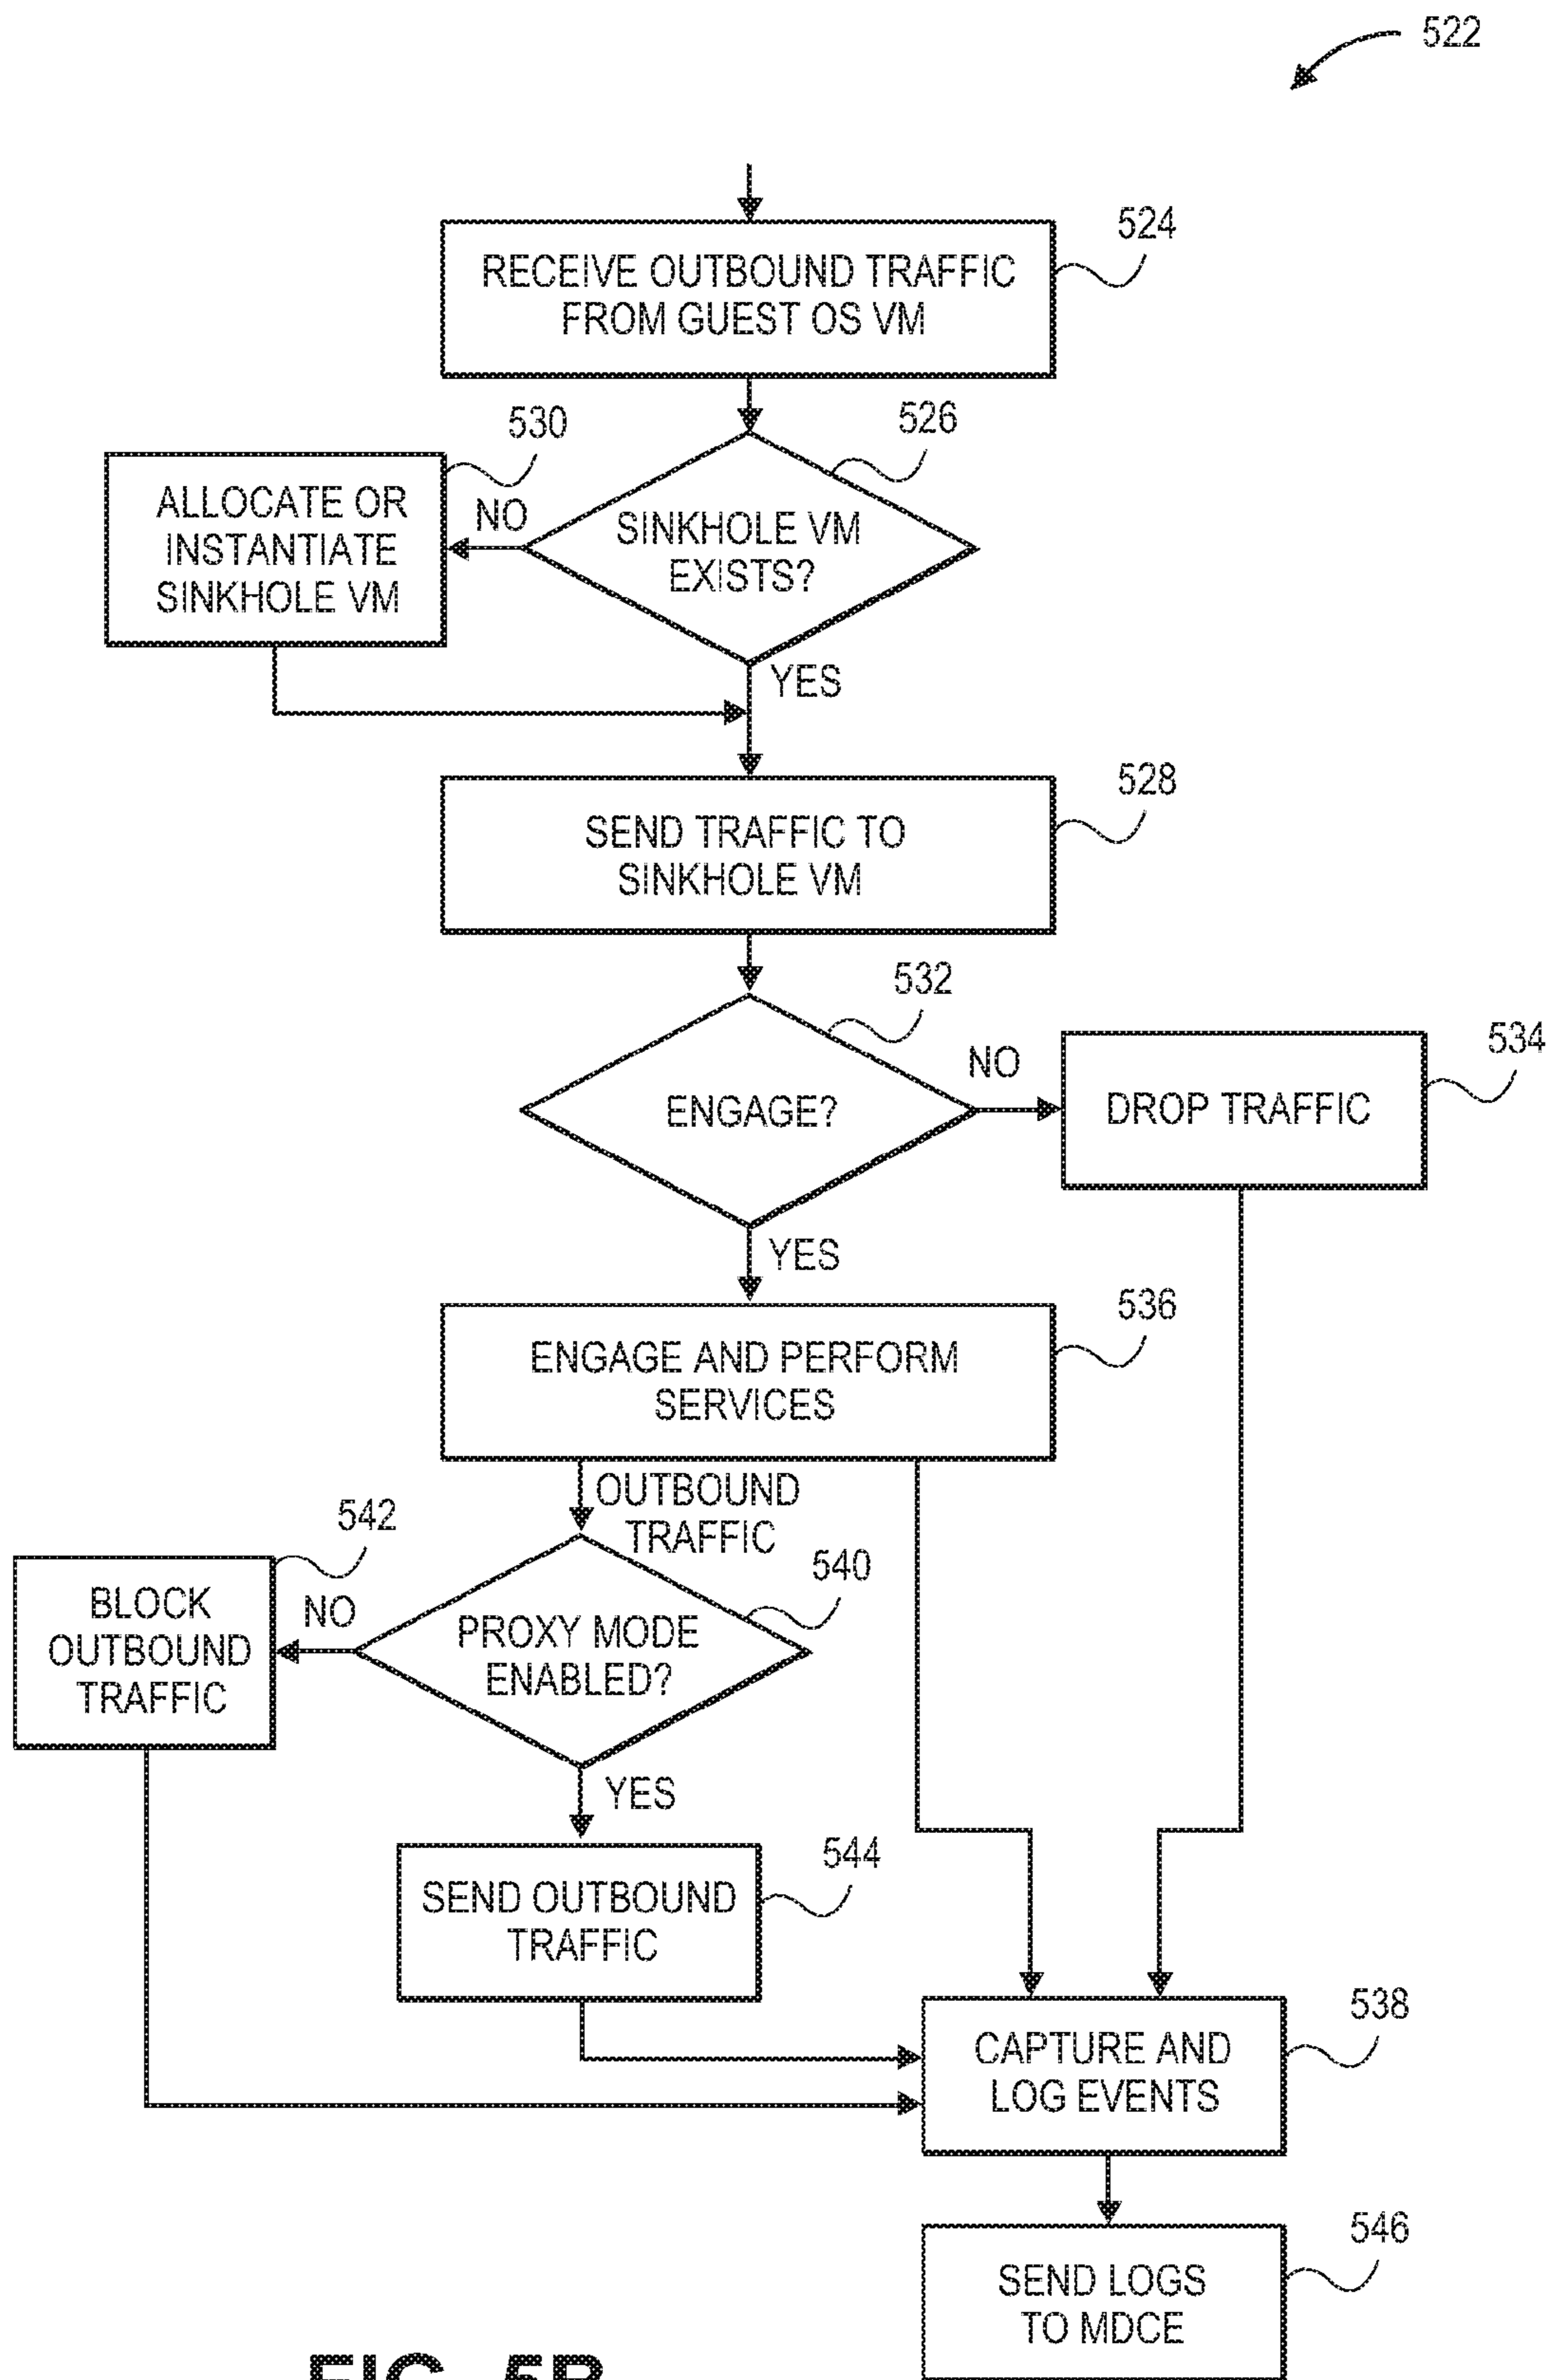 522
524
RECEIVE OUTBOUND TRAFFIC
FROM GUEST OS VM
530
526
ALLOCATE OR
INSTANTIATE
SINKHOLE VM
NO
SINKHOLE VM
EXISTS?
YES
528
SEND TRAFFIC TO
SINKHOLE VM
532
534
NO
ENGAGE?
DROP TRAFFIC
YES
536
ENGAGE AND PERFORM
SERVICES
OUTBOUND
TRAFFIC
542
540
BLOCK
OUTBOUND
TRAFFIC
NO
PROXY MODE
ENABLED?
YES
544
SEND OUTBOUND
TRAFFIC
538
CAPTURE AND
LOG EVENTS
546
SEND LOGS
TO MDCE
FIG. 5B